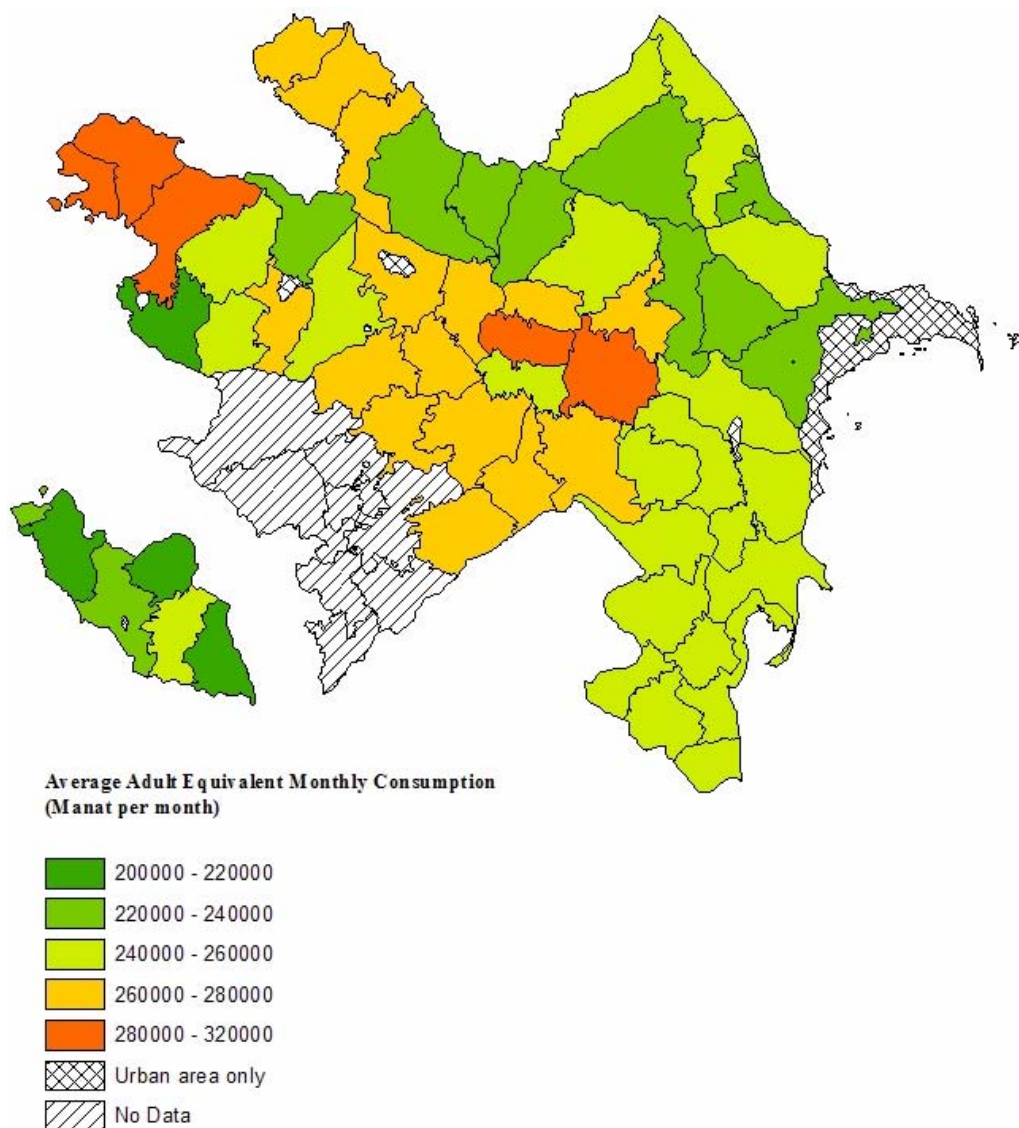 Average Adult Equivalent Monthly Consumption
(Manat per month)
200000 - 220000
220000 - 240000
240000 - 260000
260000 - 280000
280000 - 320000
Urban area only
No Data